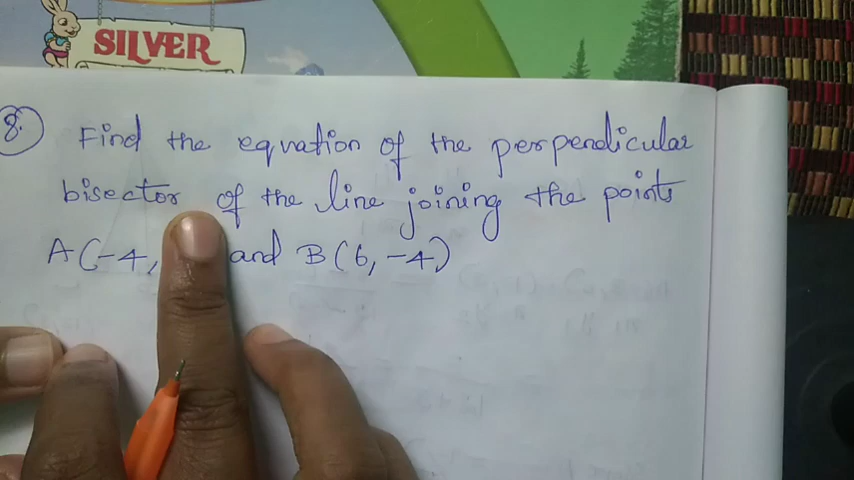 SILVER
8.
Find the equation of the perpendicular
bisector of the line joining the points
A(-4, and B(6, -4)